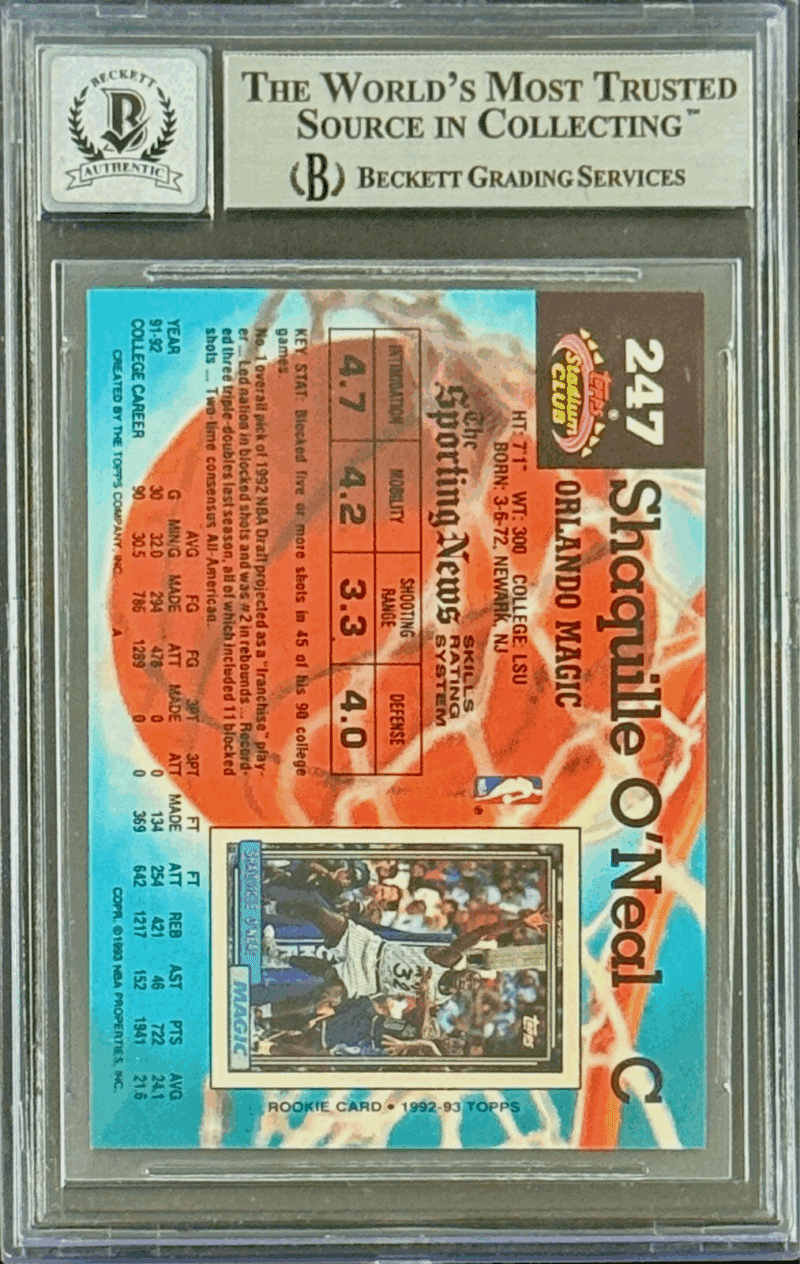 BECKETT
B
AUTHENTIC
THE WORLD'S MOST TRUSTED
SOURCE IN COLLECTING™
(B) BECKETT GRADING SERVICES
247
Topps
Stadium
CLUB
®
Shaquille O'Neal C
ORLANDO MAGIC
HT: 7'1" WT: 300 COLLEGE: LSU
BORN: 3-6-72, NEWARK, NJ
The
Sporting News
SKILLS
RATING
SYSTEM
NBA
®
INTIMIDATION MOBILITY SHOOTING RANGE DEFENSE
4.7 4.2 3.3 4.0
KEY STAT: Blocked five or more shots in 45 of his 90 college
games.
No. 1 overall pick of 1992 NBA Draft projected as a "franchise" play-
er ... Led nation in blocked shots and was #2 in rebounds ... Record-
ed three triple-doubles last season, all of which included 11 blocked
shots ... Two-time consensus All-American.
AVG FG FG 3PT 3PT FT FT
YEAR G MIN/G MADE ATT MADE ATT MADE ATT REB AST PTS AVG
91-92 30 32.0 294 478 0 0 134 254 421 46 722 24.1
COLLEGE CAREER 90 30.5 786 1289 0 0 369 642 1217 152 1941 21.6
CREATED BY THE TOPPS COMPANY, INC. A COPR. © 1993 NBA PROPERTIES, INC.
Topps
32
SHAQUILLE O'NEAL
MAGIC
ROOKIE CARD • 1992-93 TOPPS